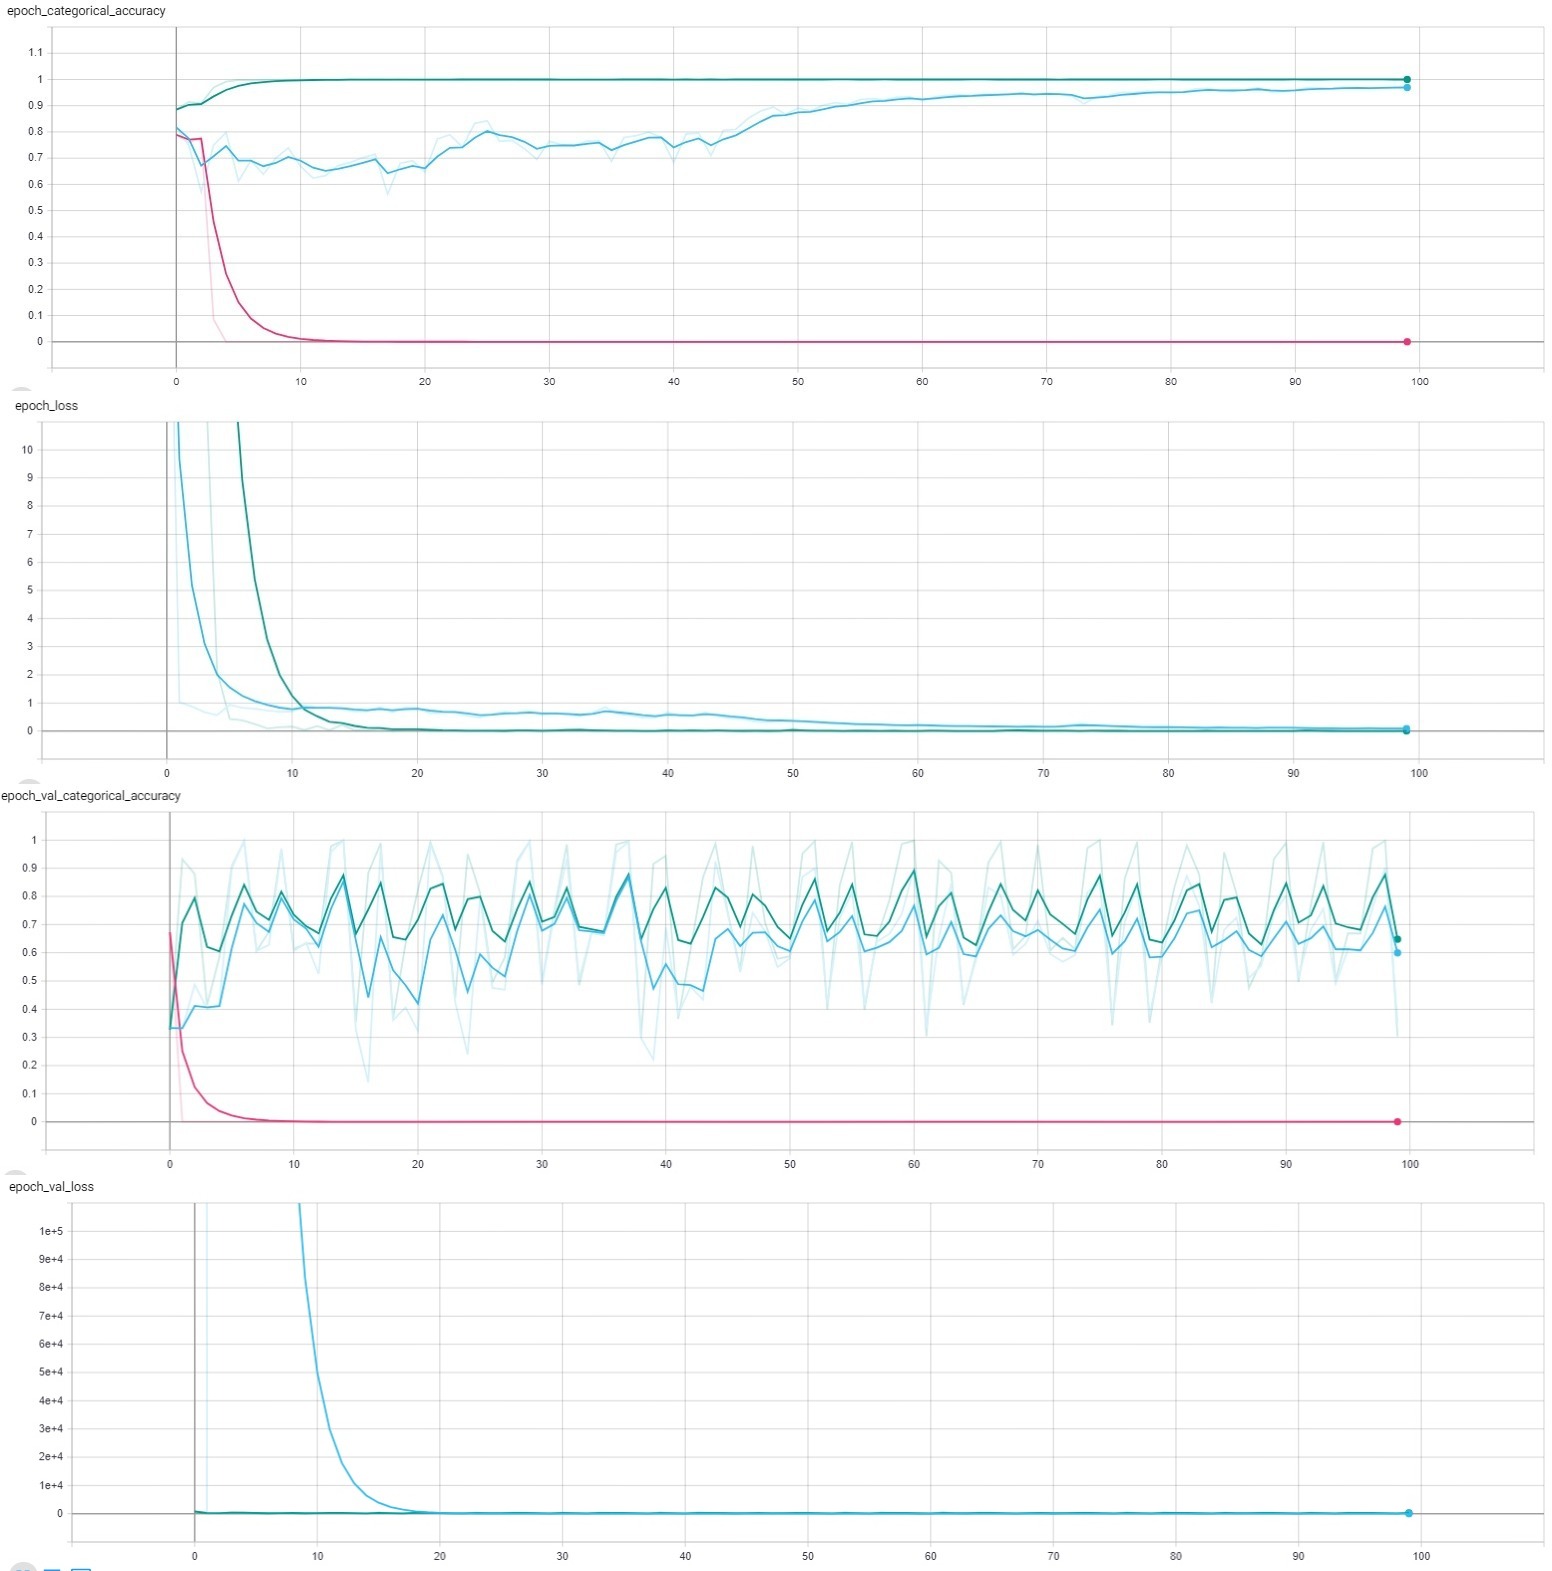 epoch_categorical_accuracy
1.1
1
0.9
0.8
0.7
0.6
0.5
0.4
0.3
0.2
0.1
0
0 10 20 30 40 50 60 70 80 90 100
epoch_loss
10
9
8
7
6
5
4
3
2
1
0
0 10 20 30 40 50 60 70 80 90 100
epoch_val_categorical_accuracy
1
0.9
0.8
0.7
0.6
0.5
0.4
0.3
0.2
0.1
0
0 10 20 30 40 50 60 70 80 90 100
epoch_val_loss
1e+5
9e+4
8e+4
7e+4
6e+4
5e+4
4e+4
3e+4
2e+4
1e+4
0
0 10 20 30 40 50 60 70 80 90 100